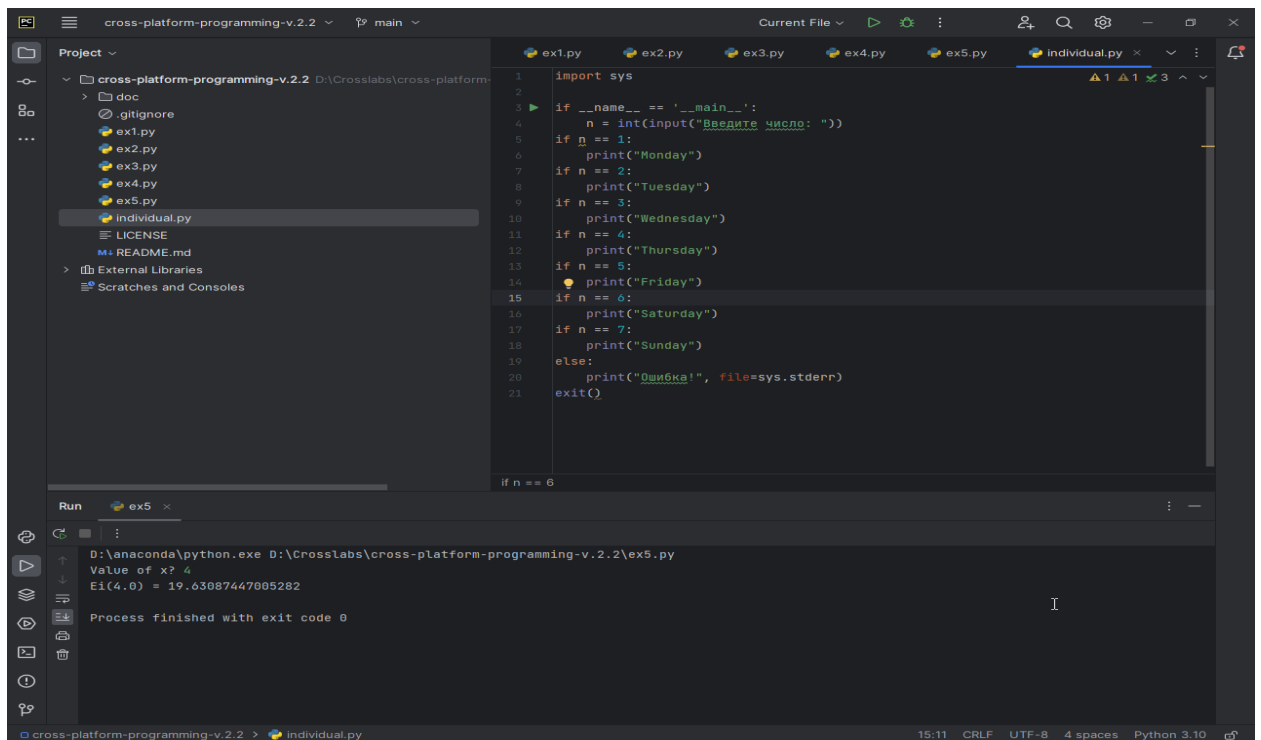 PC cross-platform-programming-v.2.2 main Current File
Project
ex1.py ex2.py ex3.py ex4.py ex5.py individual.py
cross-platform-programming-v.2.2 D:\Crosslabs\cross-platform-
doc
.gitignore
ex1.py
ex2.py
ex3.py
ex4.py
ex5.py
individual.py
LICENSE
M↓ README.md
External Libraries
Scratches and Consoles
1 1 3
1 import sys
2
3 if __name__ == '__main__':
4 n = int(input("Введите число: "))
5 if n == 1:
6 print("Monday")
7 if n == 2:
8 print("Tuesday")
9 if n == 3:
10 print("Wednesday")
11 if n == 4:
12 print("Thursday")
13 if n == 5:
14 print("Friday")
15 if n == 6:
16 print("Saturday")
17 if n == 7:
18 print("Sunday")
19 else:
20 print("Ошибка!", file=sys.stderr)
21 exit()
if n == 6
Run ex5
D:\anaconda\python.exe D:\Crosslabs\cross-platform-programming-v.2.2\ex5.py
Value of x? 4
Ei(4.0) = 19.63087447005282
Process finished with exit code 0
cross-platform-programming-v.2.2 > individual.py 15:11 CRLF UTF-8 4 spaces Python 3.10